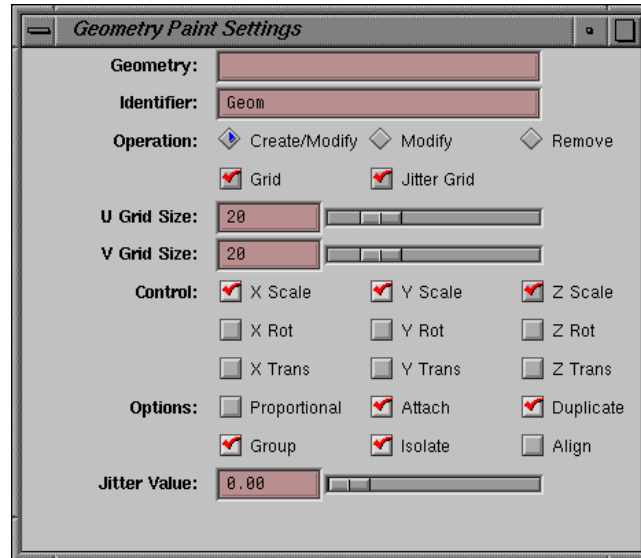 Geometry Paint Settings
Geometry:
Identifier: Geom
Operation: Create/Modify Modify Remove
Grid Jitter Grid
U Grid Size: 20
V Grid Size: 20
Control: X Scale Y Scale Z Scale
X Rot Y Rot Z Rot
X Trans Y Trans Z Trans
Options: Proportional Attach Duplicate
Group Isolate Align
Jitter Value: 0.00